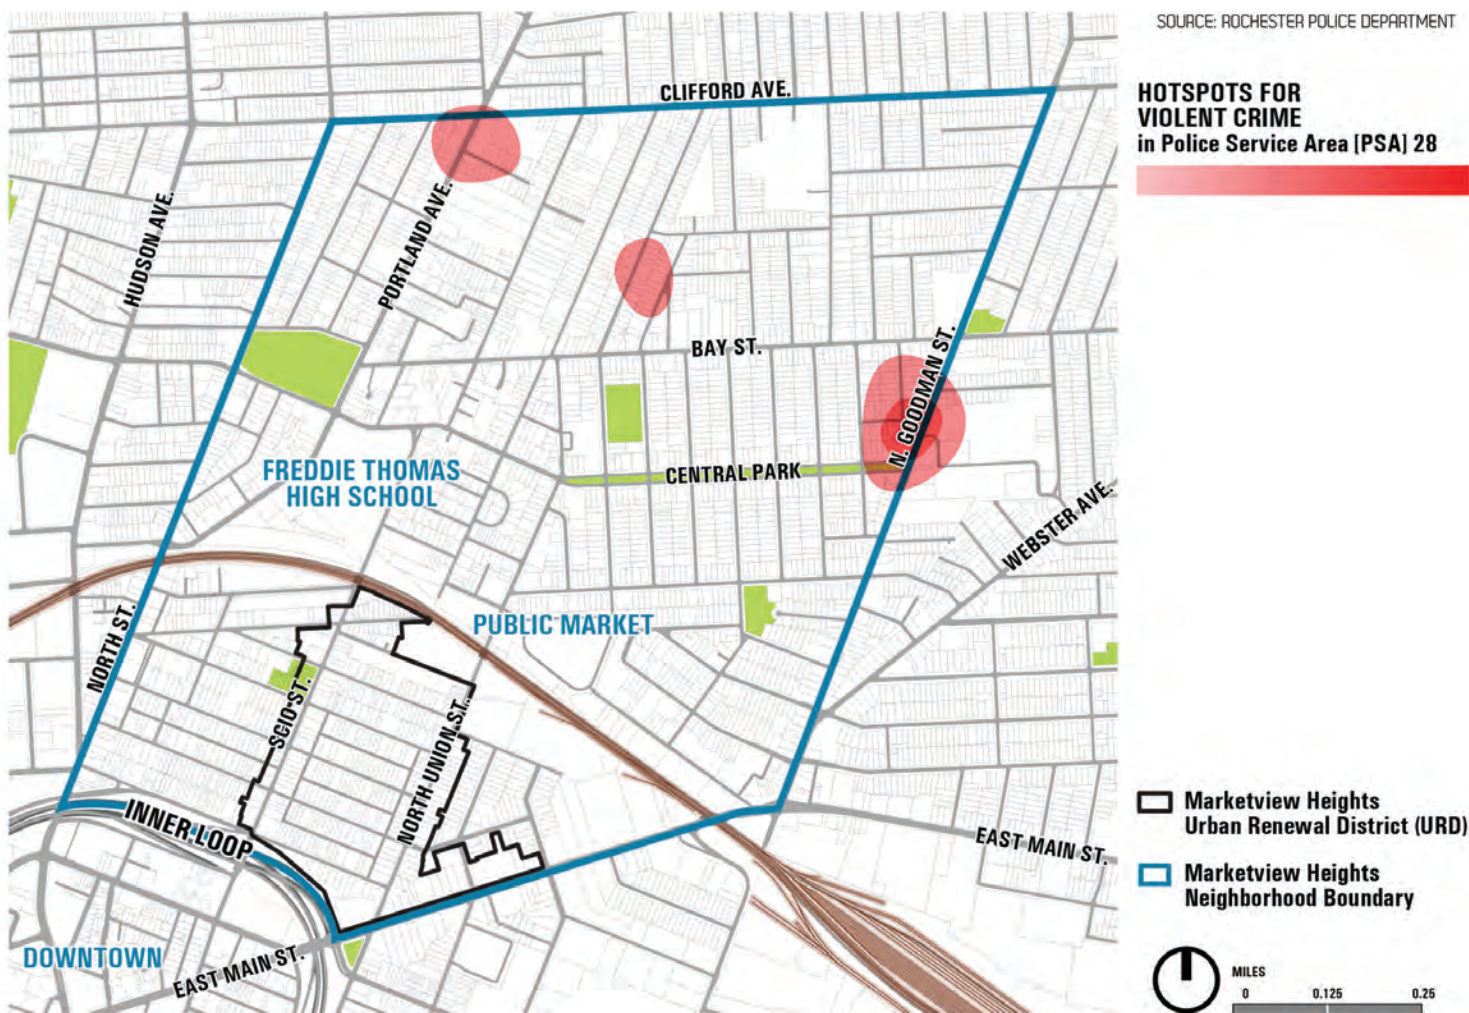 SOURCE: ROCHESTER POLICE DEPARTMENT
HOTSPOTS FOR
VIOLENT CRIME
in Police Service Area [PSA] 28
CLIFFORD AVE.
HUDSON AVE.
PORTLAND AVE.
BAY ST.
N. GOODMAN ST.
FREDDIE THOMAS
HIGH SCHOOL
CENTRAL PARK
WEBSTER AVE.
NORTH ST.
PUBLIC MARKET
SCIO ST.
NORTH UNION ST.
INNER LOOP
EAST MAIN ST.
DOWNTOWN
EAST MAIN ST.
Marketview Heights
Urban Renewal District (URD)
Marketview Heights
Neighborhood Boundary
MILES
0 0.125 0.25